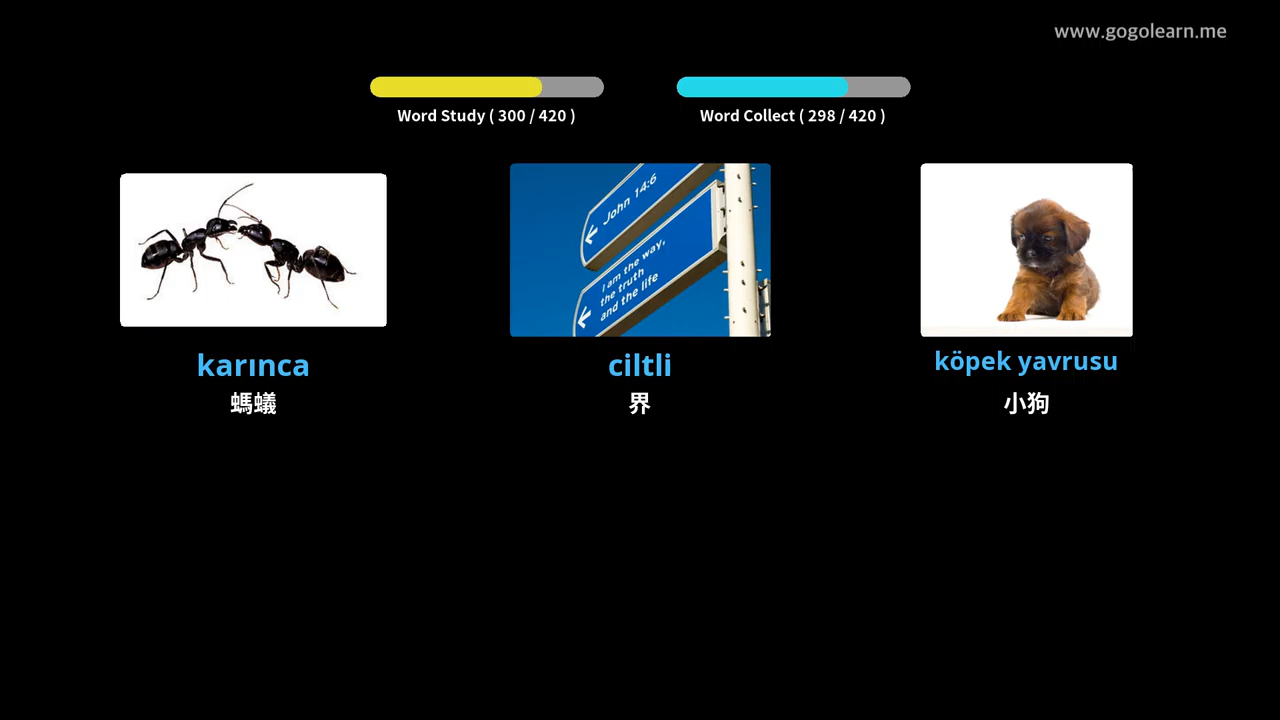 www.gogolearn.me
Word Study ( 300 / 420 )
Word Collect ( 298 / 420 )
John 14:6
I am the way,
the truth
and the life
karınca
ciltli
köpek yavrusu
螞蟻
界
小狗